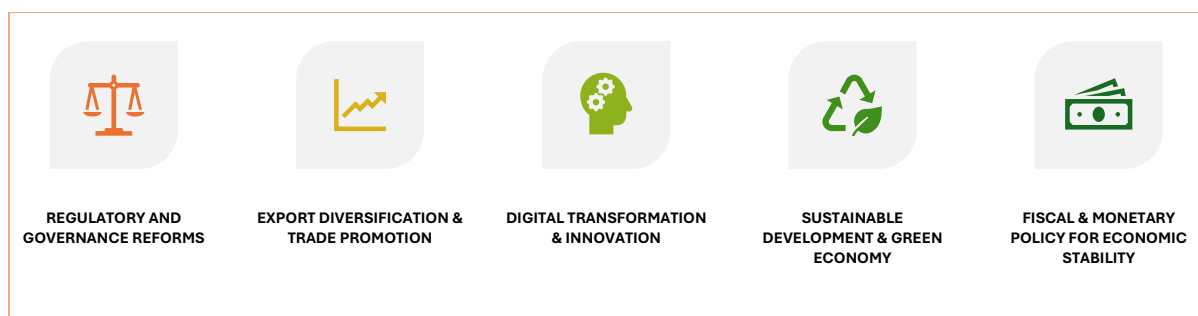 REGULATORY AND
GOVERNANCE REFORMS
EXPORT DIVERSIFICATION &
TRADE PROMOTION
DIGITAL TRANSFORMATION
& INNOVATION
SUSTAINABLE
DEVELOPMENT & GREEN
ECONOMY
FISCAL & MONETARY
POLICY FOR ECONOMIC
STABILITY